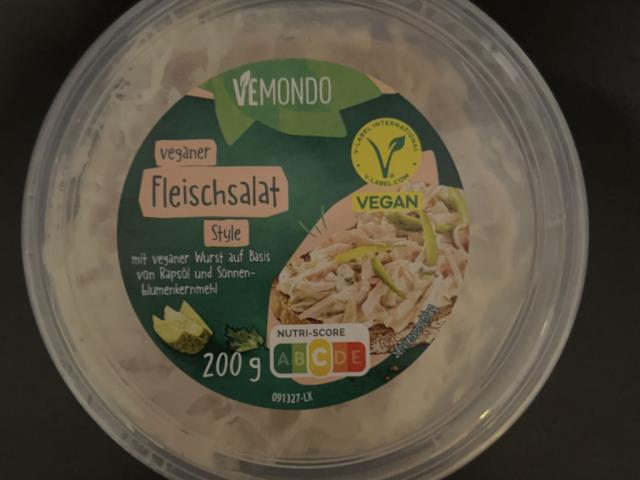 VEMONDO
V-LABEL INTERNATIONAL
V-LABEL.COM
VEGAN
veganer
Fleischsalat
Style
mit veganer Wurst auf Basis
von Rapsöl und Sonnen-
blumenkernmehl
Serviervorschlag
200 g
NUTRI-SCORE
A B C D E
091327-LX